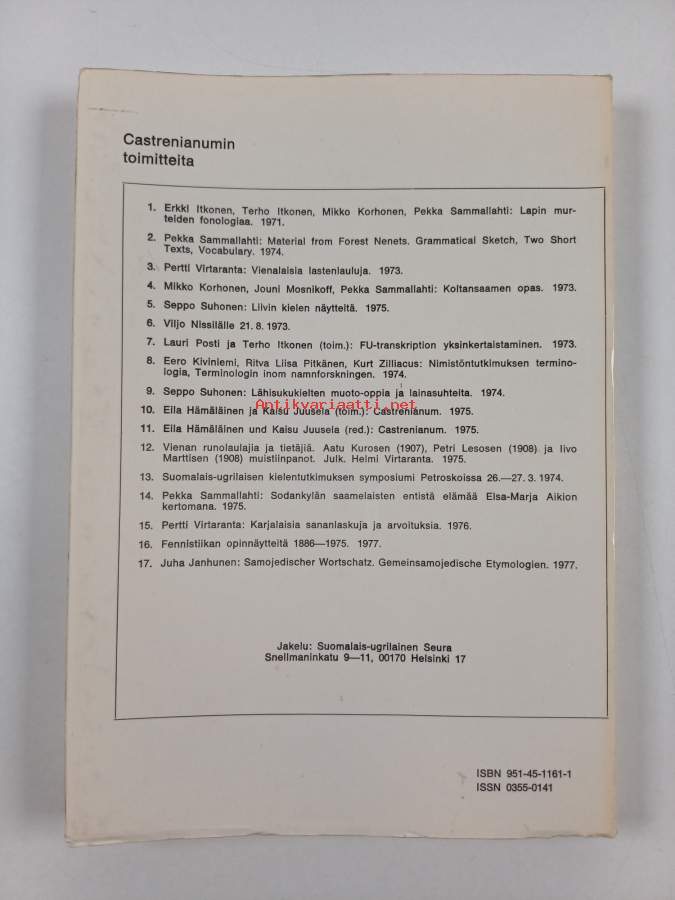 Castrenianumin
toimitteita
1. Erkki Itkonen, Terho Itkonen, Mikko Korhonen, Pekka Sammallahti: Lapin mur-
teiden fonologiaa. 1971.
2. Pekka Sammallahti: Material from Forest Nenets. Grammatical Sketch, Two Short
Texts, Vocabulary. 1974.
3. Pertti Virtaranta: Vienalaisia lastenlauluja. 1973.
4. Mikko Korhonen, Jouni Mosnikoff, Pekka Sammallahti: Koltansaamen opas. 1973.
5. Seppo Suhonen: Liivin kielen näytteitä. 1975.
6. Viljo Nissilälle 21. 8. 1973.
7. Lauri Posti ja Terho Itkonen (toim.): FU-transkription yksinkertaistaminen. 1973.
8. Eero Kiviniemi, Ritva Liisa Pitkänen, Kurt Zilliacus: Nimistöntutkimuksen termino-
logia, Terminologin inom namnforskningen. 1974.
9. Seppo Suhonen: Lähisukukielten muoto-oppia ja lainasuhteita. 1974.
Antikvariaatti.net
10. Eila Hämäläinen ja Kaisu Juusela (toim.): Castrenianum. 1975.
11. Eila Hämäläinen und Kaisu Juusela (red.): Castrenianum. 1975.
12. Vienan runolaulajia ja tietäjiä. Aatu Kurosen (1907), Petri Lesosen (1908) ja Iivo
Marttisen (1908) muistiinpanot. Julk. Helmi Virtaranta. 1975.
13. Suomalais-ugrilaisen kielentutkimuksen symposiumi Petroskoissa 26.—27. 3. 1974.
14. Pekka Sammallahti: Sodankylän saamelaisten entistä elämää Elsa-Marja Aikion
kertomana. 1975.
15. Pertti Virtaranta: Karjalaisia sananlaskuja ja arvoituksia. 1976.
16. Fennistiikan opinnäytteitä 1886—1975. 1977.
17. Juha Janhunen: Samojedischer Wortschatz. Gemeinsamojedische Etymologien. 1977.
Jakelu: Suomalais-ugrilainen Seura
Snellmaninkatu 9—11, 00170 Helsinki 17
ISBN 951-45-1161-1
ISSN 0355-0141